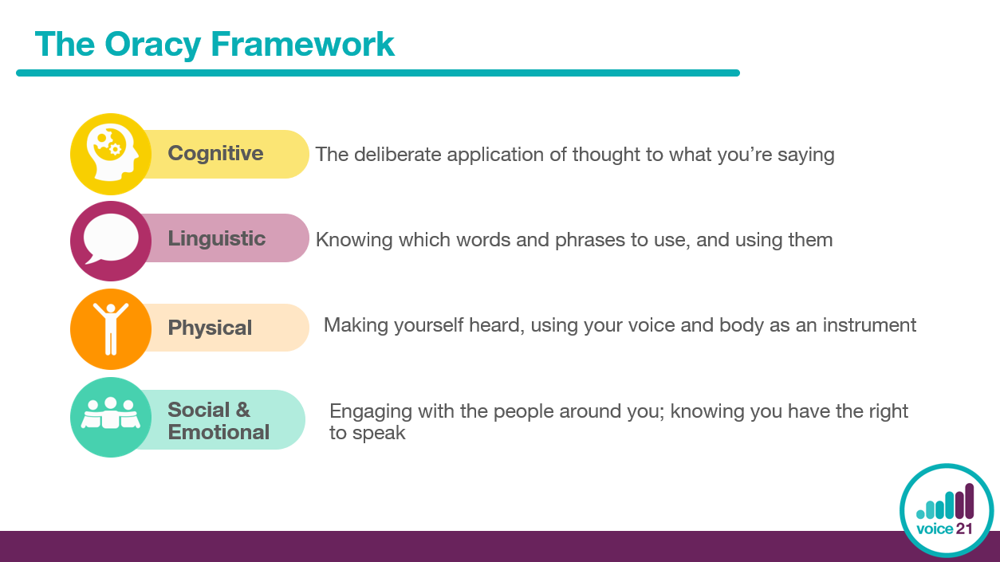 The Oracy Framework
Cognitive
The deliberate application of thought to what you’re saying
Linguistic
Knowing which words and phrases to use, and using them
Physical
Making yourself heard, using your voice and body as an instrument
Social &
Emotional
Engaging with the people around you; knowing you have the right
to speak
voice 21